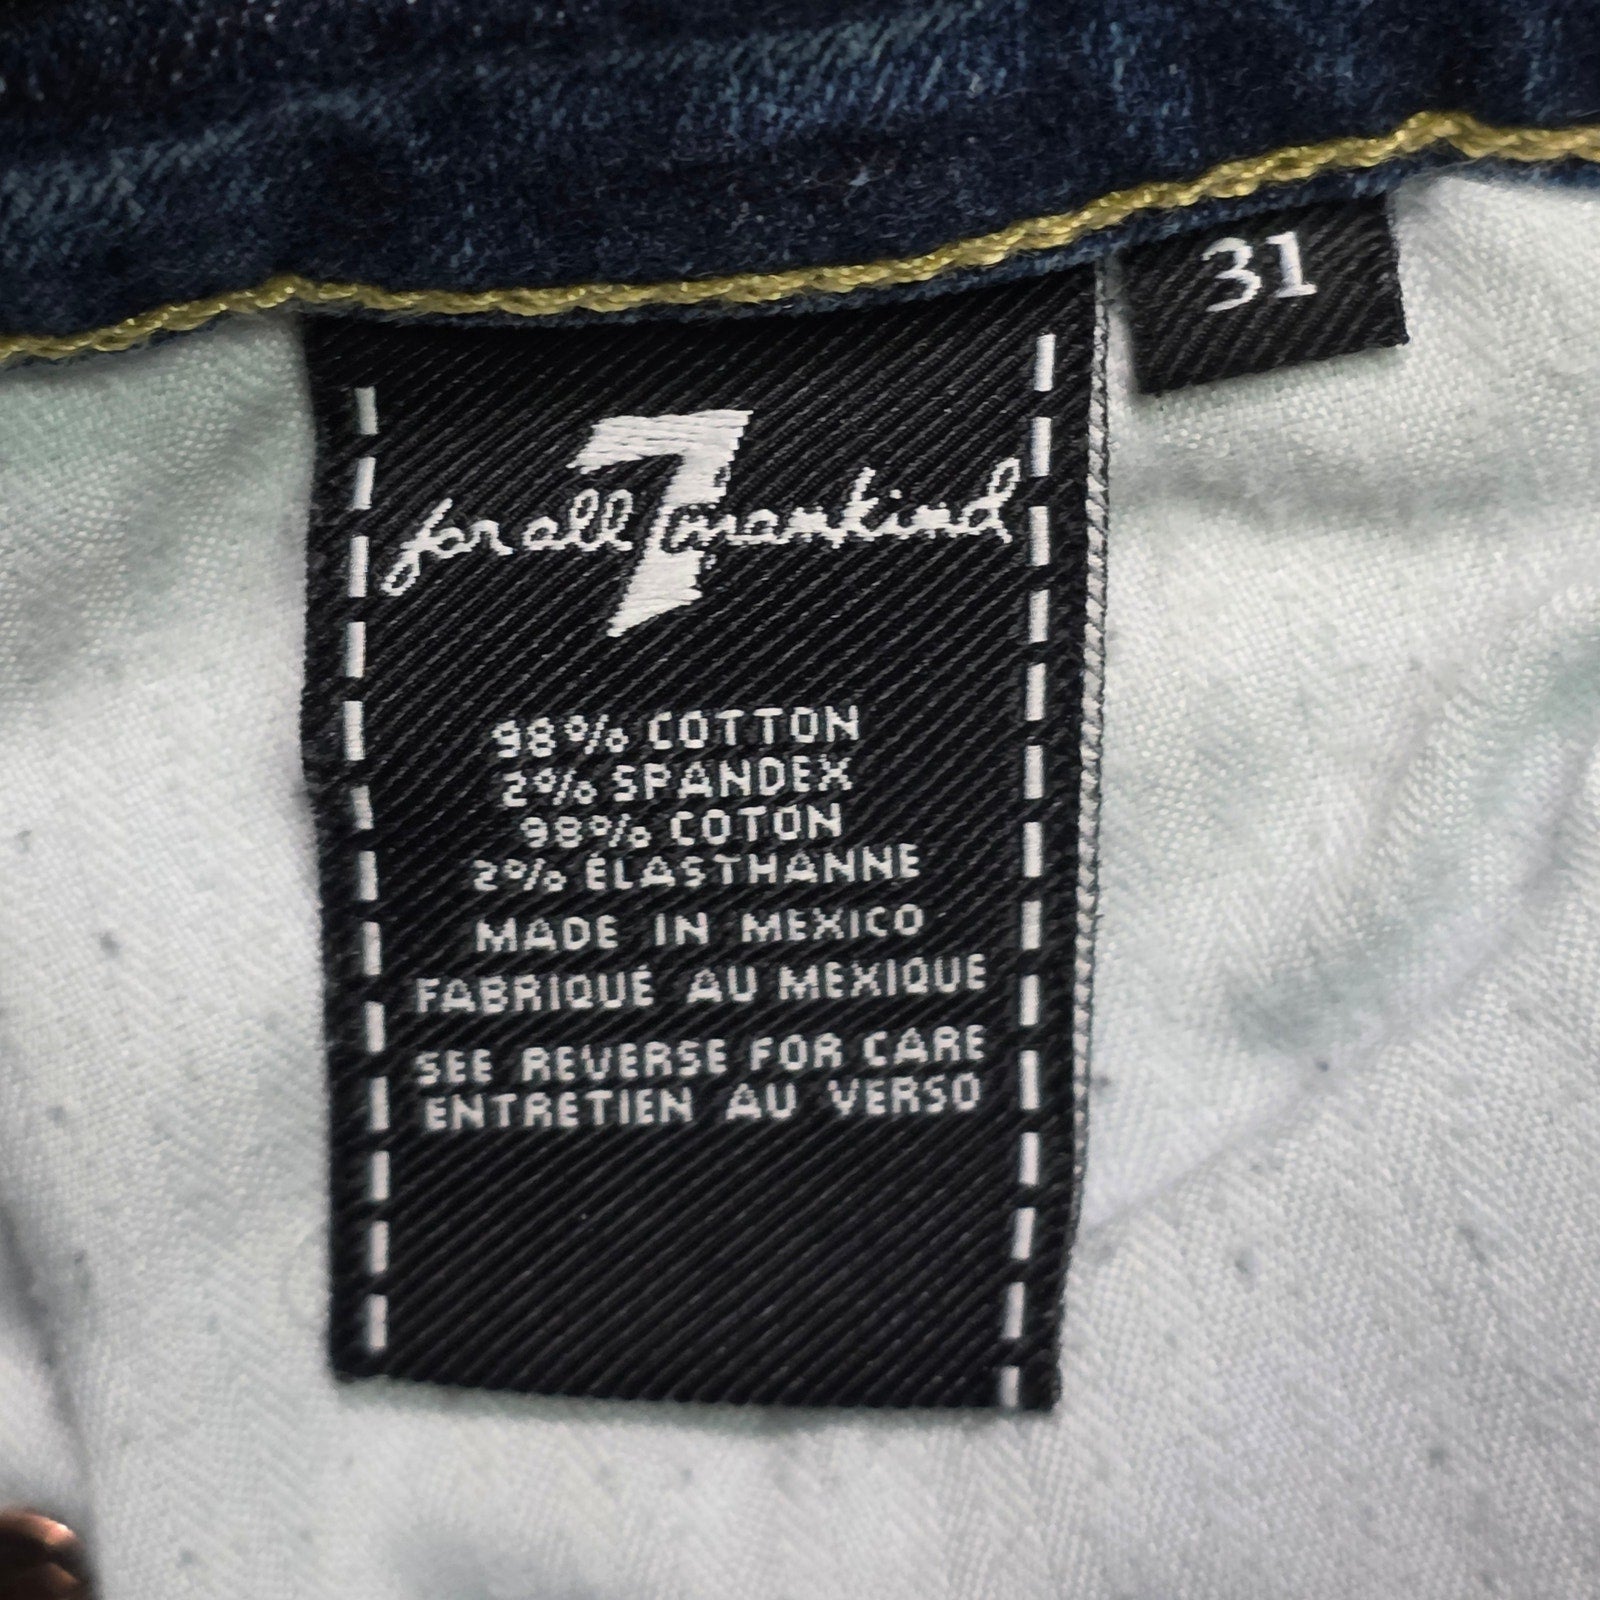 31
7
for all mankind
98% COTTON
2% SPANDEX
98% COTON
2% ÉLASTHANNE
MADE IN MEXICO
FABRIQUÉ AU MEXIQUE
SEE REVERSE FOR CARE
ENTRETIEN AU VERSO